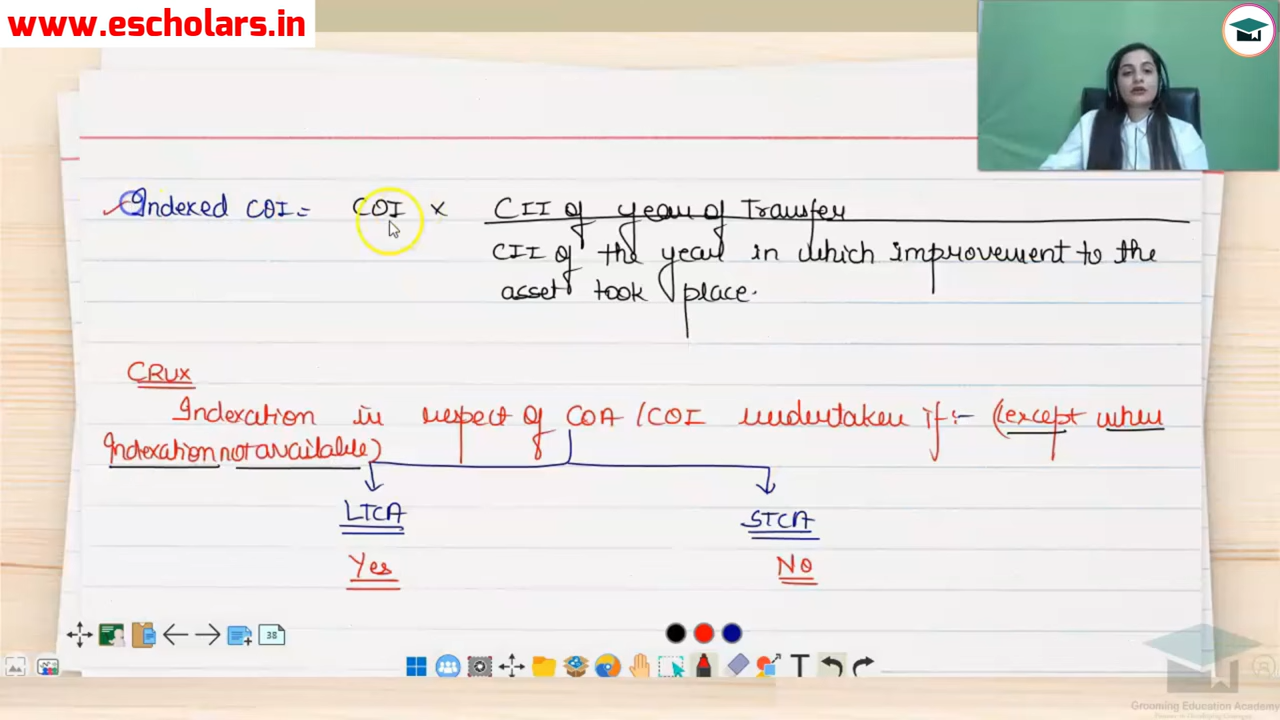 www.escholars.in
Indexed COI = COI × CII of year of Transfer
CII of the year in which improvement to the
asset took place.
CRUX
Indexation in respect of COA / COI undertaken if :- (except when
Indexation not available)
LTCA STCA
Yes NO
38
Grooming Education Academy